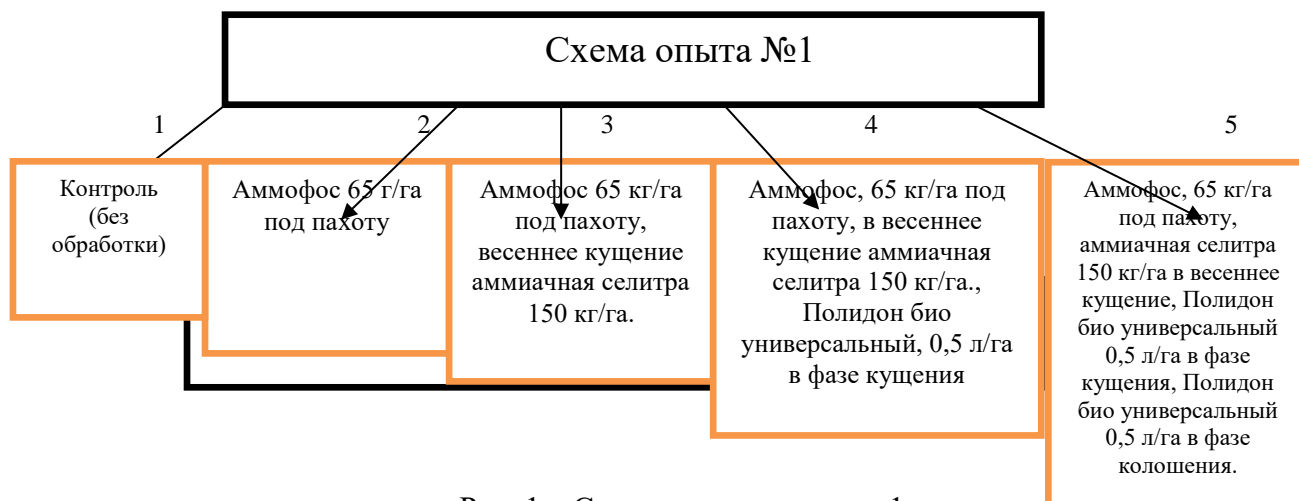 Схема опыта №1
1 2 3 4 5
Контроль
(без
обработки)
Аммофос 65 г/га
под пахоту
Аммофос 65 кг/га
под пахоту,
весеннее кущение
аммиачная селитра
150 кг/га.
Аммофос, 65 кг/га под
пахоту, в весеннее
кущение аммиачная
селитра 150 кг/га.,
Полидон био
универсальный, 0,5 л/га
в фазе кущения
Аммофос, 65 кг/га
под пахоту,
аммиачная селитра
150 кг/га в весеннее
кущение, Полидон
био универсальный
0,5 л/га в фазе
кущения, Полидон
био универсальный
0,5 л/га в фазе
колошения.